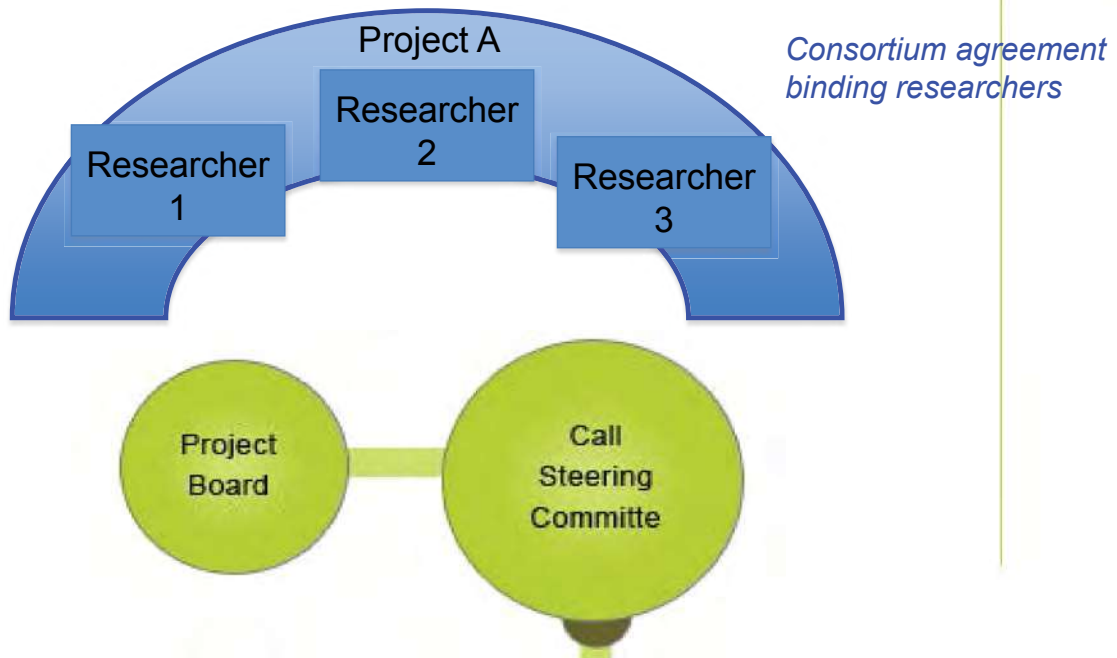 Project A
Consortium agreement
binding researchers
Researcher
2
Researcher
1
Researcher
3
Project
Board
Call
Steering
Committe